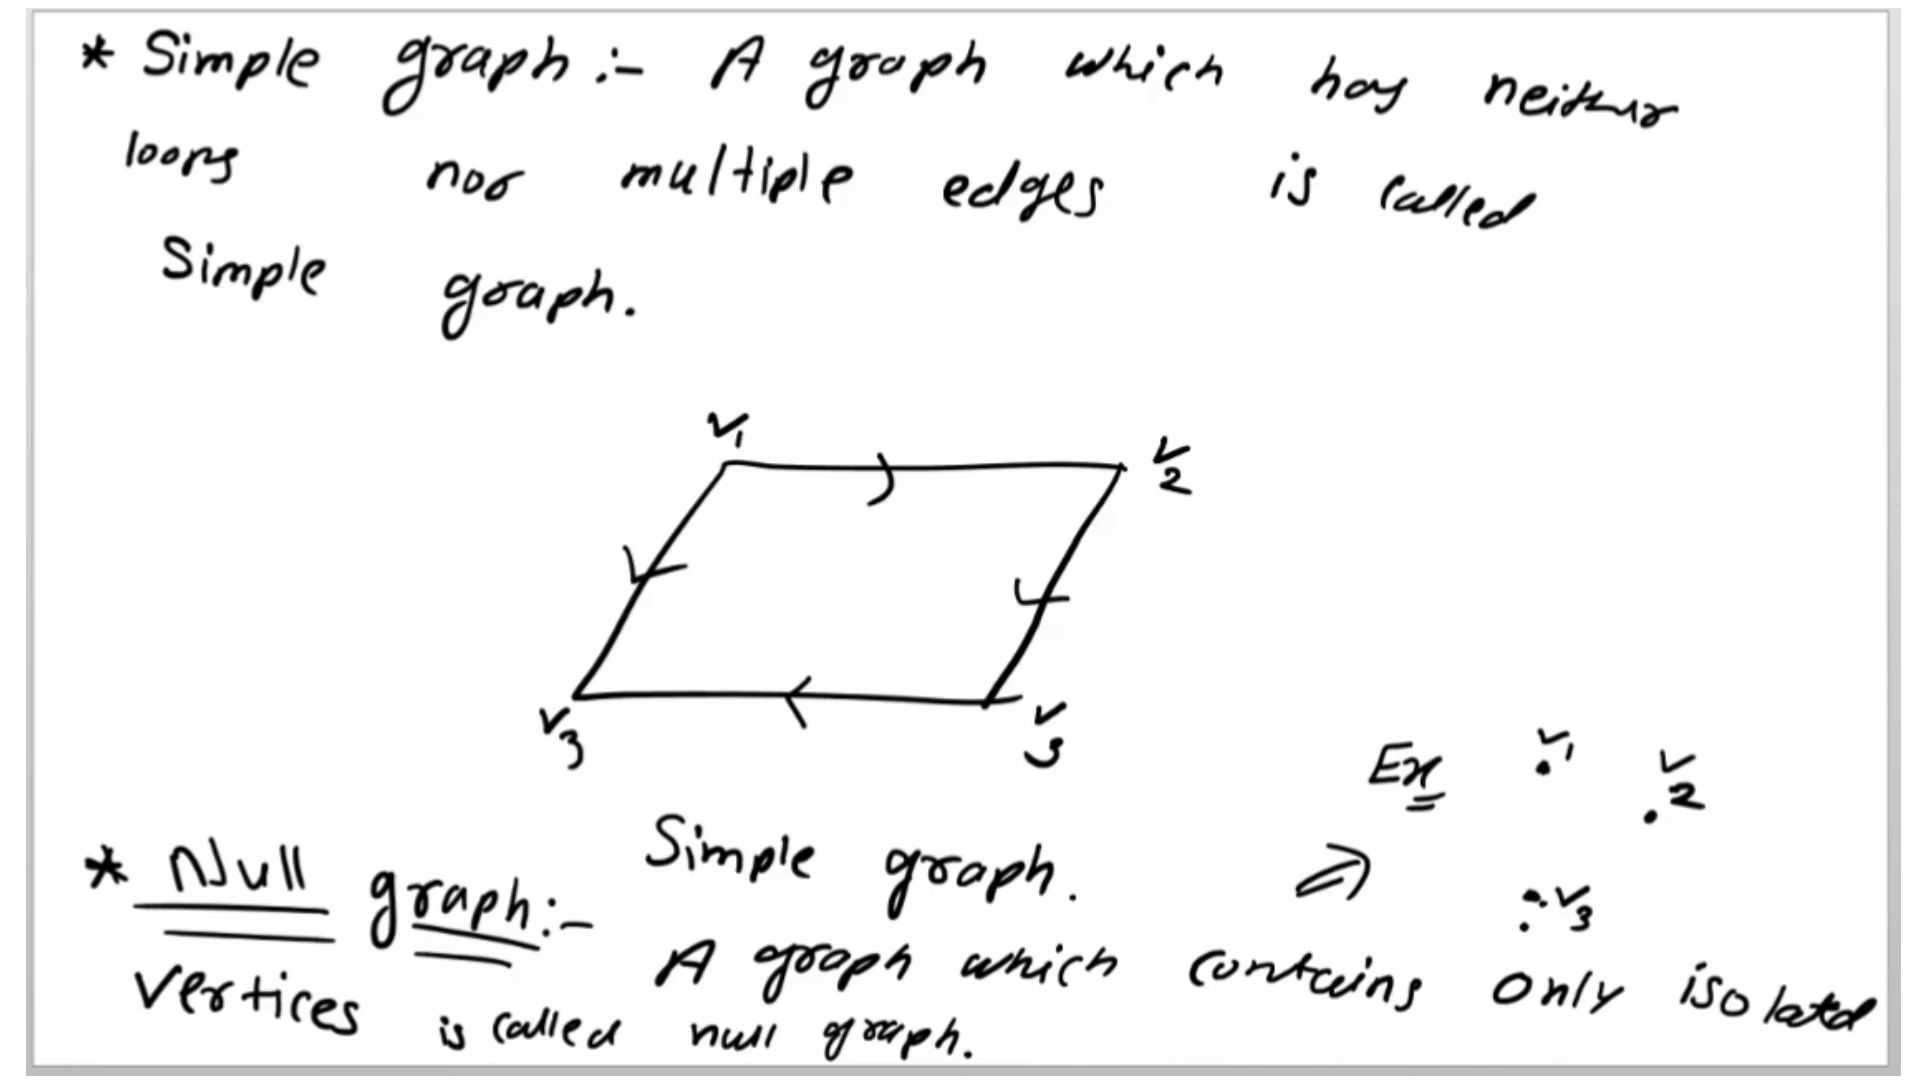 * Simple graph :- A graph which has neither
loops nor multiple edges is called
Simple graph.
V1
V2
V3
V3
Ex V1
V2
Simple graph.
* Null graph :-
V3
A graph which contains only isolated
vertices is called null graph.